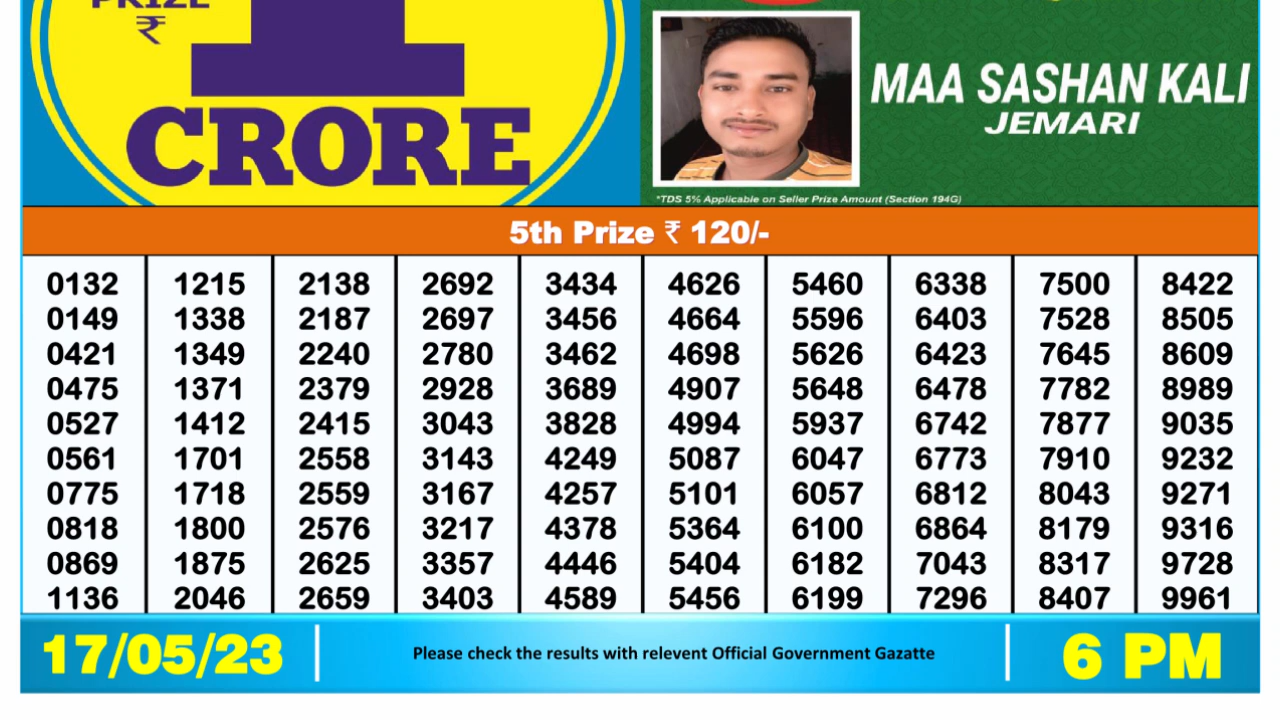 PRIZE
₹
1
CRORE
MAA SASHAN KALI
JEMARI
*TDS 5% Applicable on Seller Prize Amount (Section 194G)
5th Prize ₹ 120/-
0132 1215 2138 2692 3434 4626 5460 6338 7500 8422
0149 1338 2187 2697 3456 4664 5596 6403 7528 8505
0421 1349 2240 2780 3462 4698 5626 6423 7645 8609
0475 1371 2379 2928 3689 4907 5648 6478 7782 8989
0527 1412 2415 3043 3828 4994 5937 6742 7877 9035
0561 1701 2558 3143 4249 5087 6047 6773 7910 9232
0775 1718 2559 3167 4257 5101 6057 6812 8043 9271
0818 1800 2576 3217 4378 5364 6100 6864 8179 9316
0869 1875 2625 3357 4446 5404 6182 7043 8317 9728
1136 2046 2659 3403 4589 5456 6199 7296 8407 9961
17/05/23
Please check the results with relevent Official Government Gazatte
6 PM